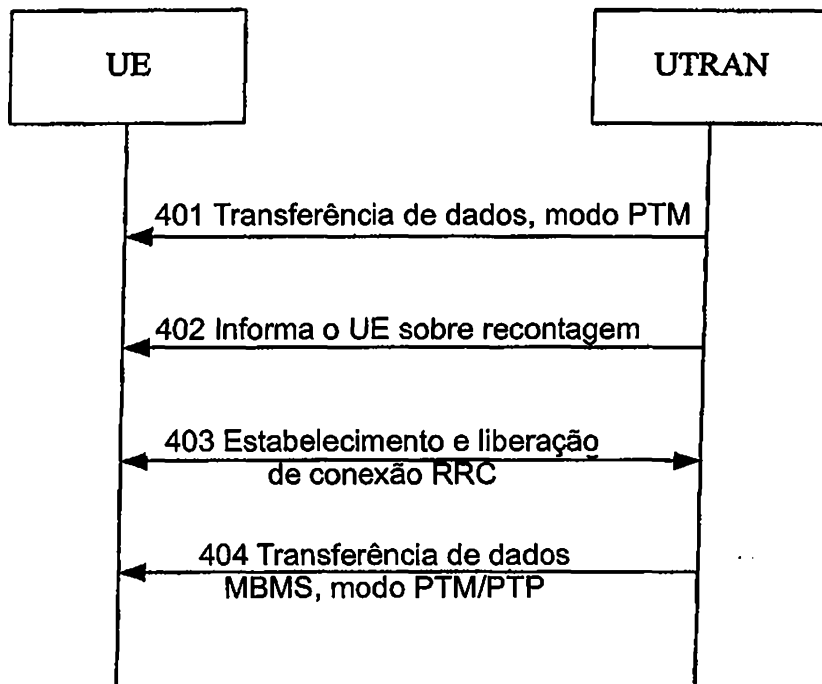 UE
UTRAN
401 Transferência de dados, modo PTM
402 Informa o UE sobre recontagem
403 Estabelecimento e liberação
de conexão RRC
404 Transferência de dados
MBMS, modo PTM/PTP